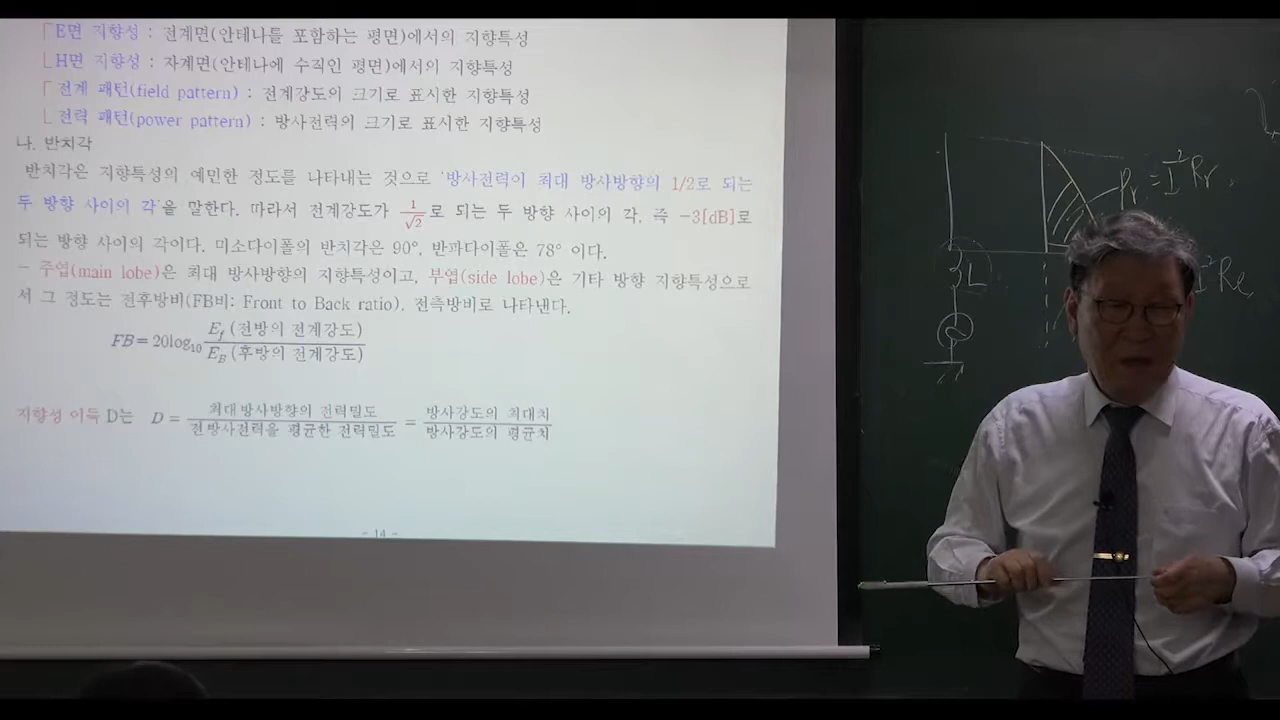 E면 지향성 : 전계면(안테나를 포함하는 평면)에서의 지향특성
H면 지향성 : 자계면(안테나에 수직인 평면)에서의 지향특성
전계 패턴(field pattern) : 전계강도의 크기로 표시한 지향특성
전력 패턴(power pattern) : 방사전력의 크기로 표시한 지향특성
나. 반치각
반치각은 지향특성의 예민한 정도를 나타내는 것으로 '방사전력이 최대 방사방향의 1/2로 되는
두 방향 사이의 각'을 말한다. 따라서 전계강도가 1/√2로 되는 두 방향 사이의 각, 즉 -3[dB]로
되는 방향 사이의 각이다. 미소다이폴의 반치각은 90°, 반파다이폴은 78° 이다.
- 주엽(main lobe)은 최대 방사방향의 지향특성이고, 부엽(side lobe)은 기타 방향 지향특성으로
서 그 정도는 전후방비(FB비: Front to Back ratio), 전측방비로 나타낸다.
FB = 20log₁₀ E_f (전방의 전계강도) / E_B (후방의 전계강도)
지향성 이득 D는 D = 최대방사방향의 전력밀도 / 전방사전력을 평균한 전력밀도 = 방사강도의 최대치 / 방사강도의 평균치
- 14 -
Pr = I²Rr
L
I²Re